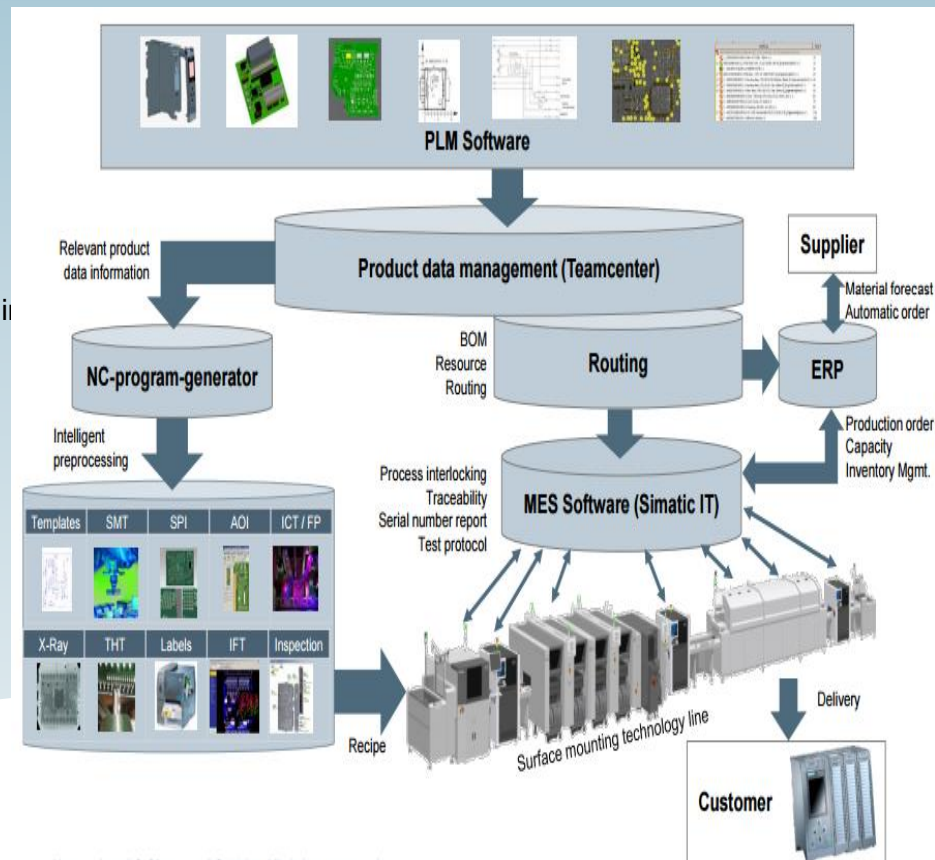 PLM Software
Relevant product
data information
Product data management (Teamcenter)
Supplier
Material forecast
Automatic order
NC-program-generator
BOM
Resource
Routing
Routing
ERP
Intelligent
preprocessing
Production order
Capacity
Inventory Mgmt.
Process interlocking
Traceability
Serial number report
Test protocol
MES Software (Simatic IT)
Templates SMT SPI AOI ICT / FP
X-Ray THT Labels IFT Inspection
Recipe
Surface mounting technology line
Delivery
Customer